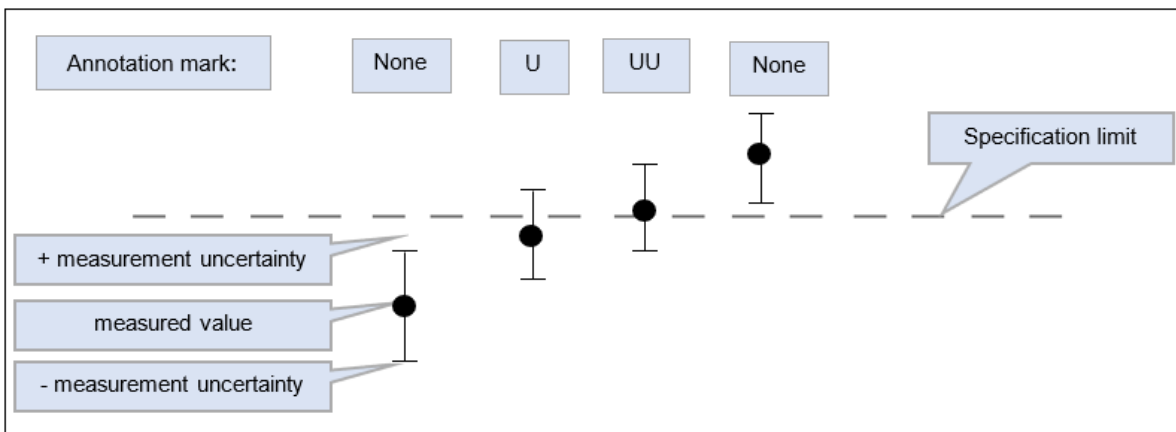 Annotation mark:
None
U
UU
None
Specification limit
+ measurement uncertainty
measured value
- measurement uncertainty